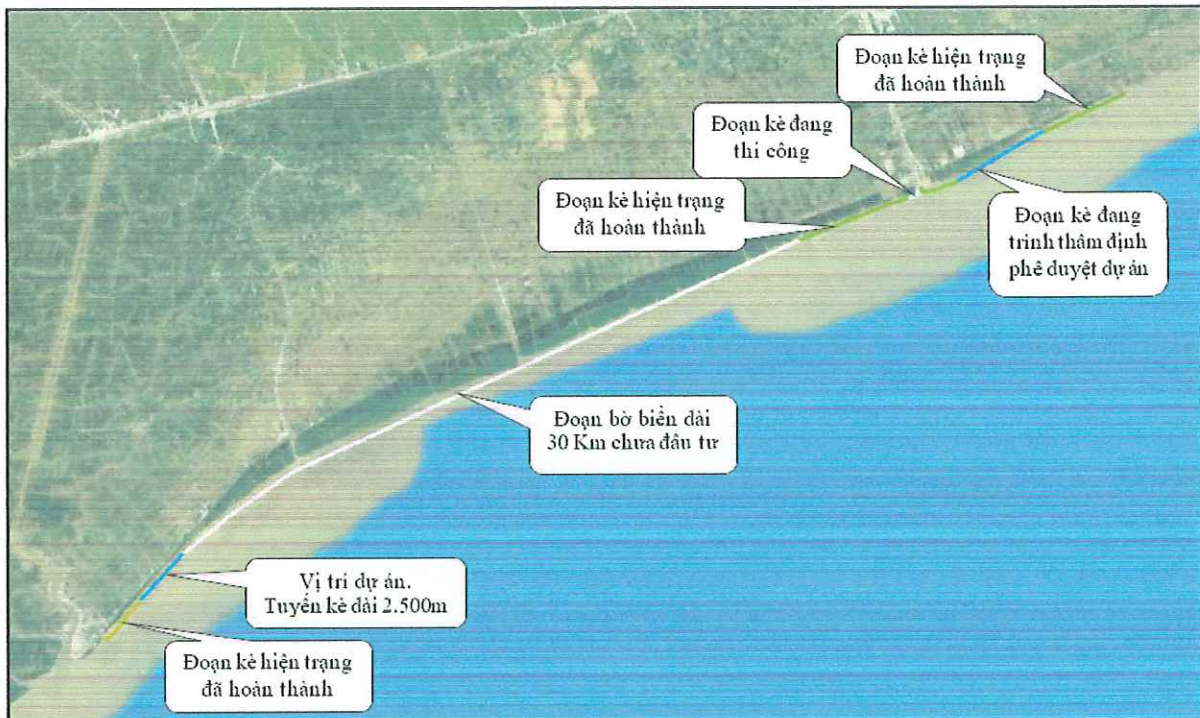 Đoạn kè hiện trạng
đã hoàn thành
Đoạn kè đang
thi công
Đoạn kè hiện trạng
đã hoàn thành
Đoạn kè đang
trình thẩm định
phê duyệt dự án
Đoạn bờ biển dài
30 Km chưa đầu tư
Vị trí dự án.
Tuyến kè dài 2.500m
Đoạn kè hiện trạng
đã hoàn thành